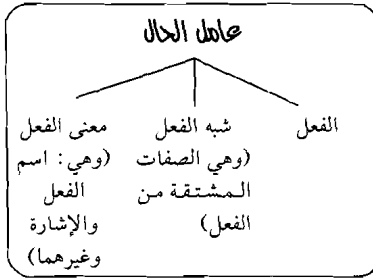 عامل الحال
الفعل
شبه الفعل
(وهي الصفات
المشتقة من
الفعل)
معنى الفعل
(وهي: اسم
الفعل
والإشارة
وغيرهما)